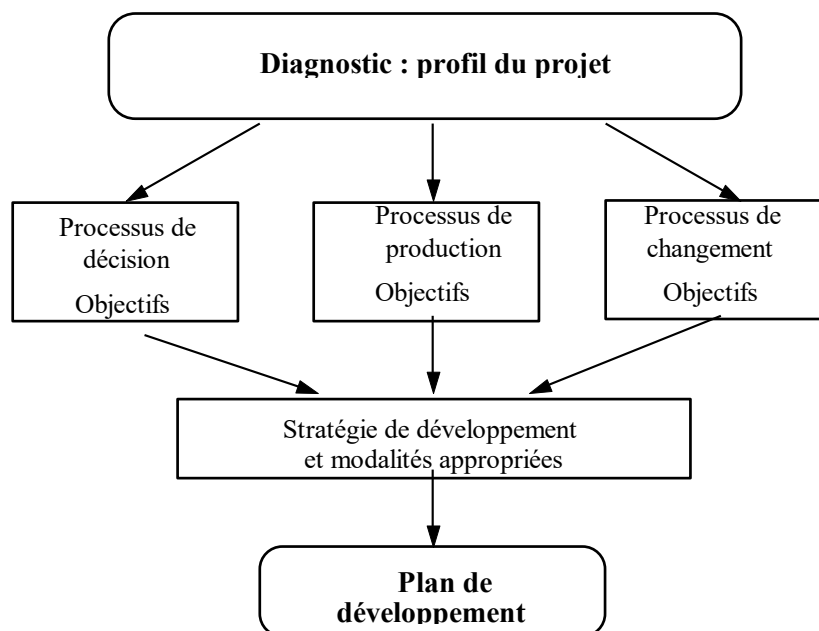 Diagnostic : profil du projet
Processus de
décision
Objectifs
Processus de
production
Objectifs
Processus de
changement
Objectifs
Stratégie de développement
et modalités appropriées
Plan de
développement